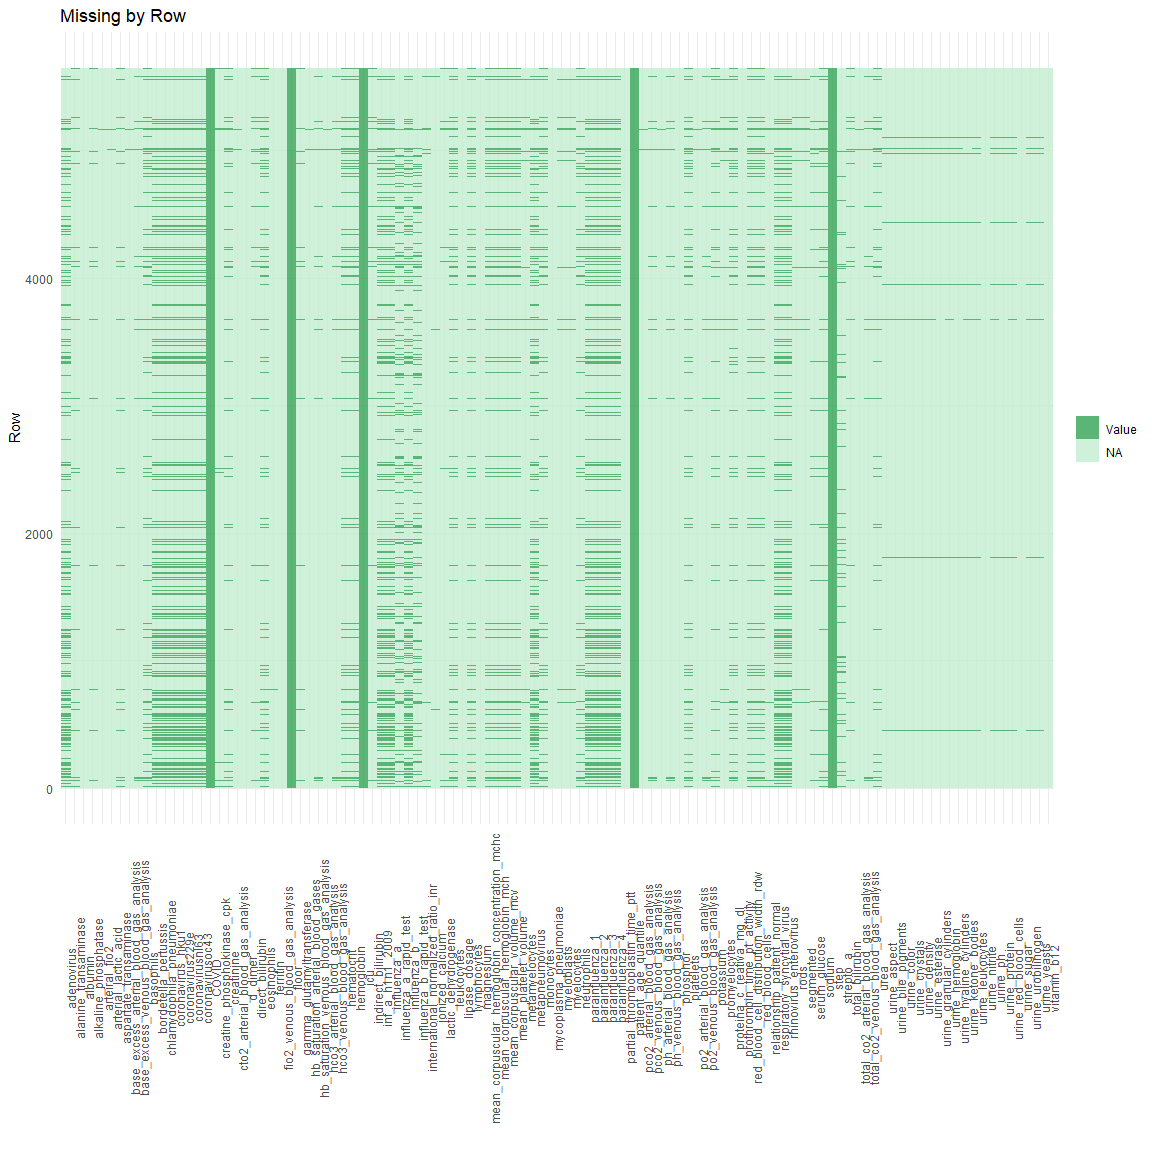 Missing by Row
Row
4000
2000
0
Value
NA
adenovirus
alanine_transaminase
albumin
alkaline_phosphatase
arterial_fio2
arterial_lactic_acid
aspartate_transaminase
base_excess_arterial_blood_gas_analysis
base_excess_venous_blood_gas_analysis
basophils
bordetella_pertussis
chlamydophila_pneumoniae
coronavirus_hku1
coronavirus229e
coronavirusnl63
coronavirusoc43
COVID
creatine_phosphokinase_cpk
creatinine
cto2_arterial_blood_gas_analysis
d_dimer
direct_bilirubin
eosinophils
ferritin
fio2_venous_blood_gas_analysis
floor
gamma_glutamyltransferase
hb_saturation_arterial_blood_gases
hb_saturation_venous_blood_gas_analysis
hco3_arterial_blood_gas_analysis
hco3_venous_blood_gas_analysis
hematocrit
hemoglobin
icu
indirect_bilirubin
inf_a_h1n1_2009
influenza_a
influenza_a_rapid_test
influenza_b
influenza_b_rapid_test
international_normalized_ratio_inr
ionized_calcium
lactic_dehydrogenase
leukocytes
lipase_dosage
lymphocytes
magnesium
mean_corpuscular_hemoglobin_concentration_mchc
mean_corpuscular_hemoglobin_mch
mean_corpuscular_volume_mcv
mean_platelet_volume
metamyelocytes
metapneumovirus
monocytes
mycoplasma_pneumoniae
myeloblasts
myelocytes
neutrophils
parainfluenza_1
parainfluenza_2
parainfluenza_3
parainfluenza_4
partial_thromboplastin_time_ptt
patient_age_quantile
pco2_arterial_blood_gas_analysis
pco2_venous_blood_gas_analysis
ph_arterial_blood_gas_analysis
ph_venous_blood_gas_analysis
phosphor
platelets
po2_arterial_blood_gas_analysis
po2_venous_blood_gas_analysis
potassium
promyelocytes
proteina_c_reativa_mg_dl
prothrombin_time_pt_activity
red_blood_cell_distribution_width_rdw
red_blood_cells
relationship_patient_normal
respiratory_syncytial_virus
rhinovirus_enterovirus
rods
segmented
serum_glucose
sodium
strep_a
streptо_a
total_bilirubin
total_co2_arterial_blood_gas_analysis
total_co2_venous_blood_gas_analysis
urea
urine_aspect
urine_bile_pigments
urine_color
urine_crystals
urine_density
urine_esterase
urine_granular_cylinders
urine_hemoglobin
urine_hyaline_cylinders
urine_ketone_bodies
urine_leukocytes
urine_nitrite
urine_ph
urine_protein
urine_red_blood_cells
urine_sugar
urine_urobilinogen
urine_yeasts
vitamin_b12